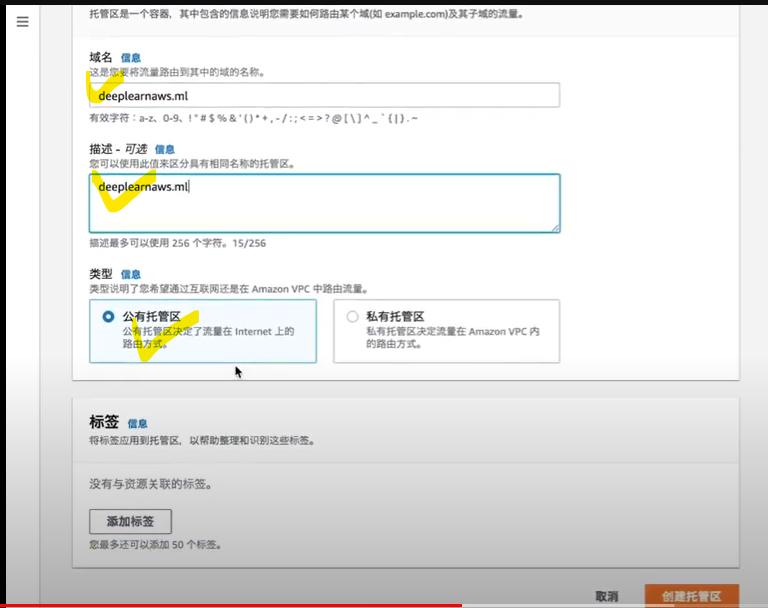 托管区是一个容器，其中包含的信息说明您需要如何路由某个域(如 example.com)及其子域的流量。
域名 信息
这是您要将流量路由到其中的域的名称。
deeplearnaws.ml
有效字符：a-z、0-9、! " # $ % & ' ( ) * + , - / : ; < = > ? @ [ \ ] ^ _ ` { | } . ~
描述 - 可选 信息
您可以使用此值来区分具有相同名称的托管区。
deeplearnaws.ml
描述最多可以使用 256 个字符。15/256
类型 信息
类型说明了您希望通过互联网还是在 Amazon VPC 中路由流量。
公有托管区
公有托管区决定了流量在 Internet 上的
路由方式。
私有托管区
私有托管区决定流量在 Amazon VPC 内
的路由方式。
标签 信息
将标签应用到托管区，以帮助整理和识别这些标签。
没有与资源关联的标签。
添加标签
您最多还可以添加 50 个标签。
取消 创建托管区